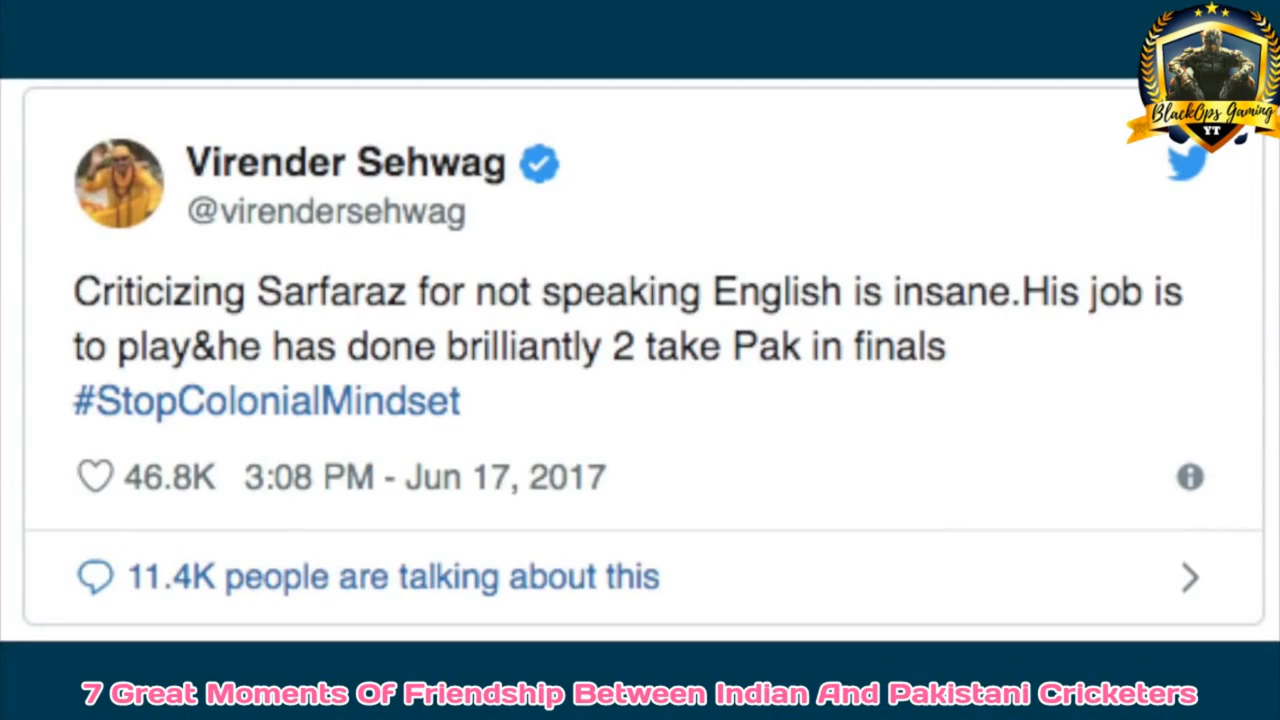 BlackOps Gaming
YT
Virender Sehwag
@virendersehwag
Criticizing Sarfaraz for not speaking English is insane.His job is
to play&he has done brilliantly 2 take Pak in finals
#StopColonialMindset
46.8K 3:08 PM - Jun 17, 2017
11.4K people are talking about this
7 Great Moments Of Friendship Between Indian And Pakistani Cricketers